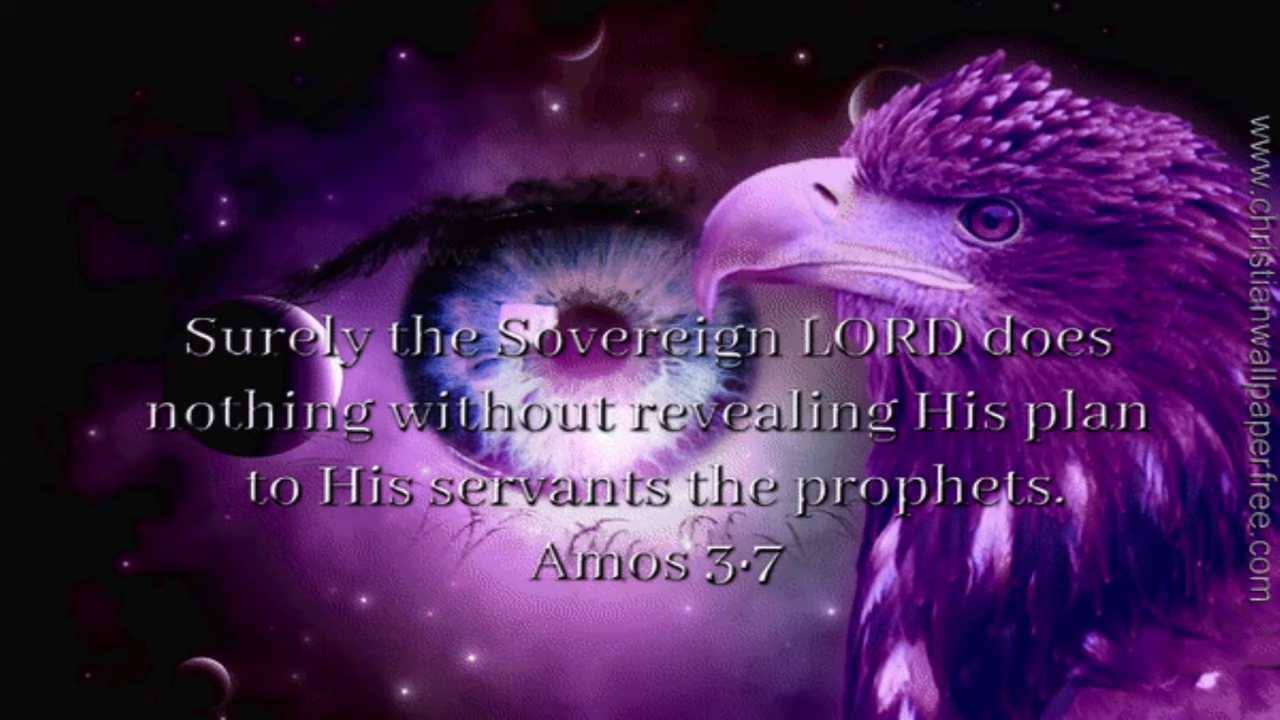 Surely the Sovereign LORD does
nothing without revealing His plan
to His servants the prophets.
Amos 3.7
www.christianwallpaperfree.com